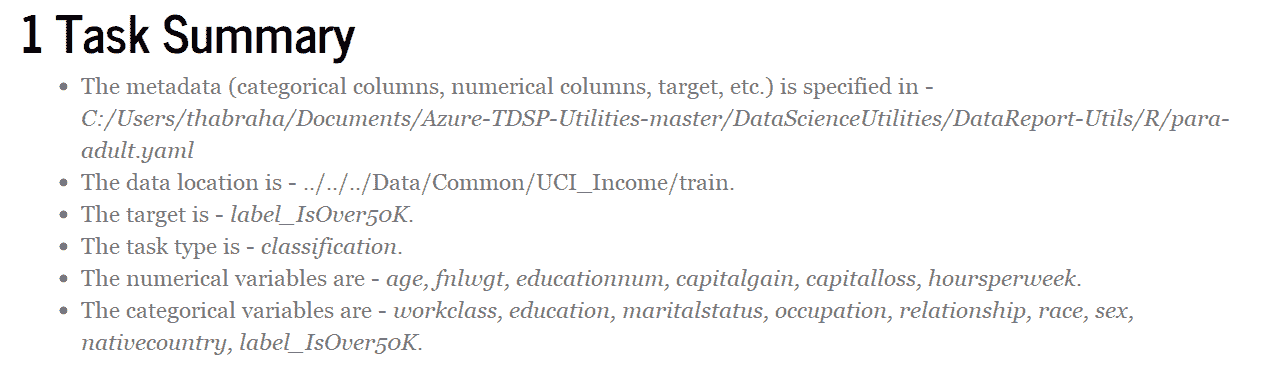 1 Task Summary
• The metadata (categorical columns, numerical columns, target, etc.) is specified in -
C:/Users/thabraha/Documents/Azure-TDSP-Utilities-master/DataScienceUtilities/DataReport-Utils/R/para-
adult.yaml
• The data location is - ../../../Data/Common/UCI_Income/train.
• The target is - label_IsOver50K.
• The task type is - classification.
• The numerical variables are - age, fnlwgt, educationnum, capitalgain, capitalloss, hoursperweek.
• The categorical variables are - workclass, education, maritalstatus, occupation, relationship, race, sex,
nativecountry, label_IsOver50K.